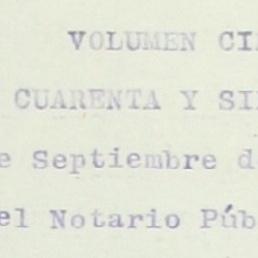 VOLUMEN CI
CUARENTA Y SI
e Septiembre d
el Notario Púb